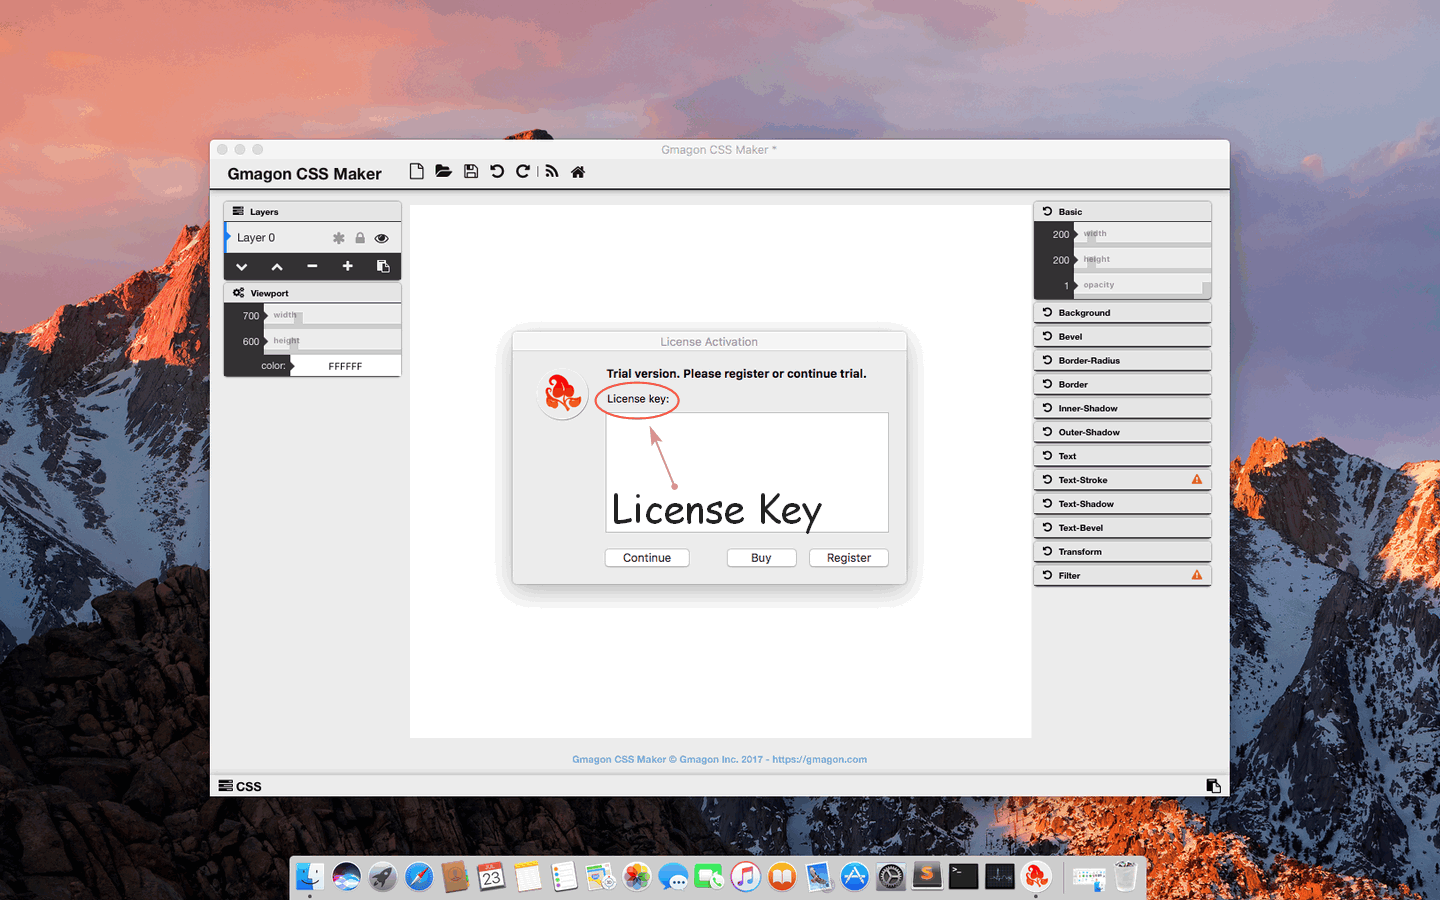 Gmagon CSS Maker *
Gmagon CSS Maker
Layers
Layer 0
Viewport
700 width
600 height
color: FFFFFF
Basic
200 width
200 height
1 opacity
Background
Bevel
Border-Radius
Border
Inner-Shadow
Outer-Shadow
Text
Text-Stroke
Text-Shadow
Text-Bevel
Transform
Filter
License Activation
Trial version. Please register or continue trial.
License key:
License Key
Continue
Buy
Register
Gmagon CSS Maker © Gmagon Inc. 2017 - https://gmagon.com
CSS
23